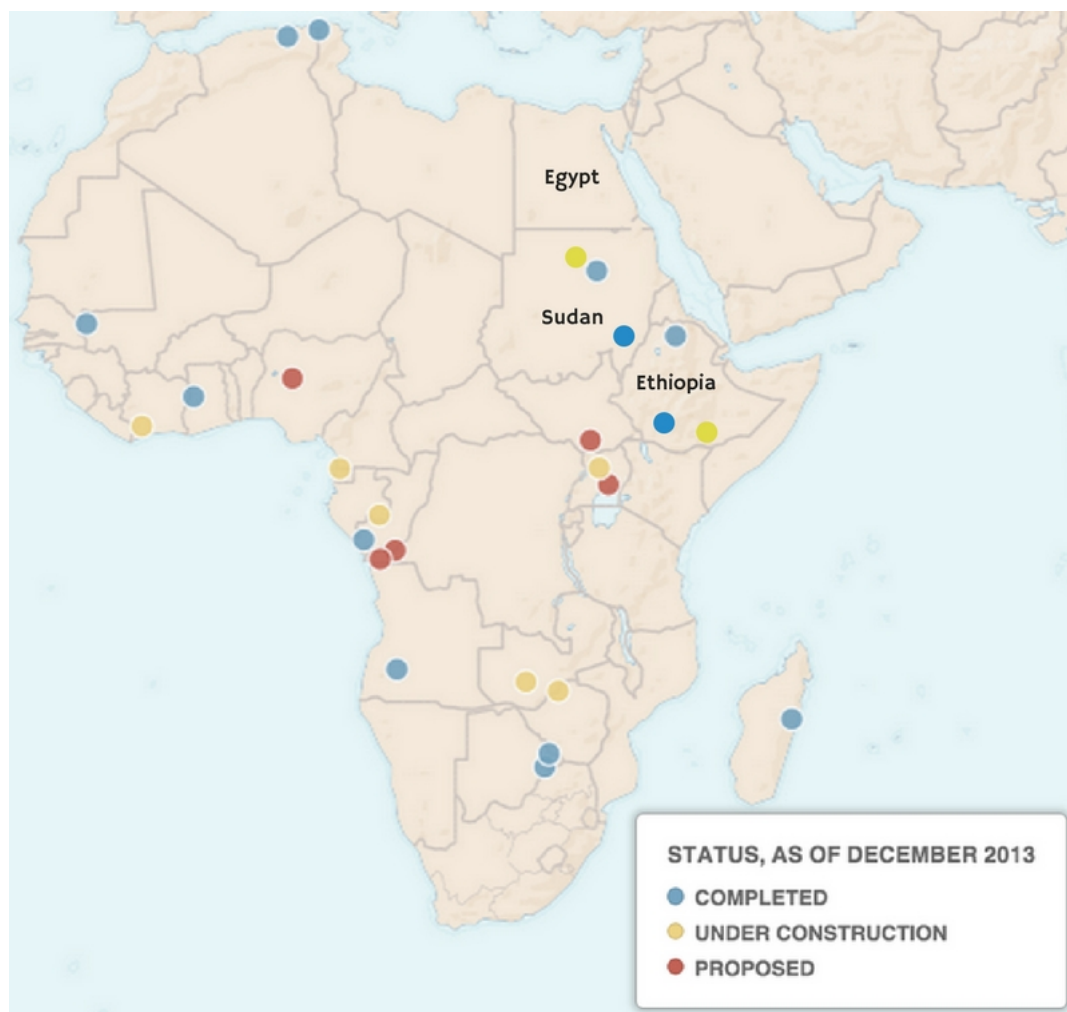 Egypt
Sudan
Ethiopia
STATUS, AS OF DECEMBER 2013
COMPLETED
UNDER CONSTRUCTION
PROPOSED